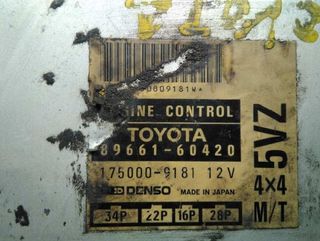 0809181W*
GINE CONTROL
TOYOTA
89661-60420
175000-9181 12V
DENSO MADE IN JAPAN
34P 22P 16P 28P
5VZ
4×4
M/T